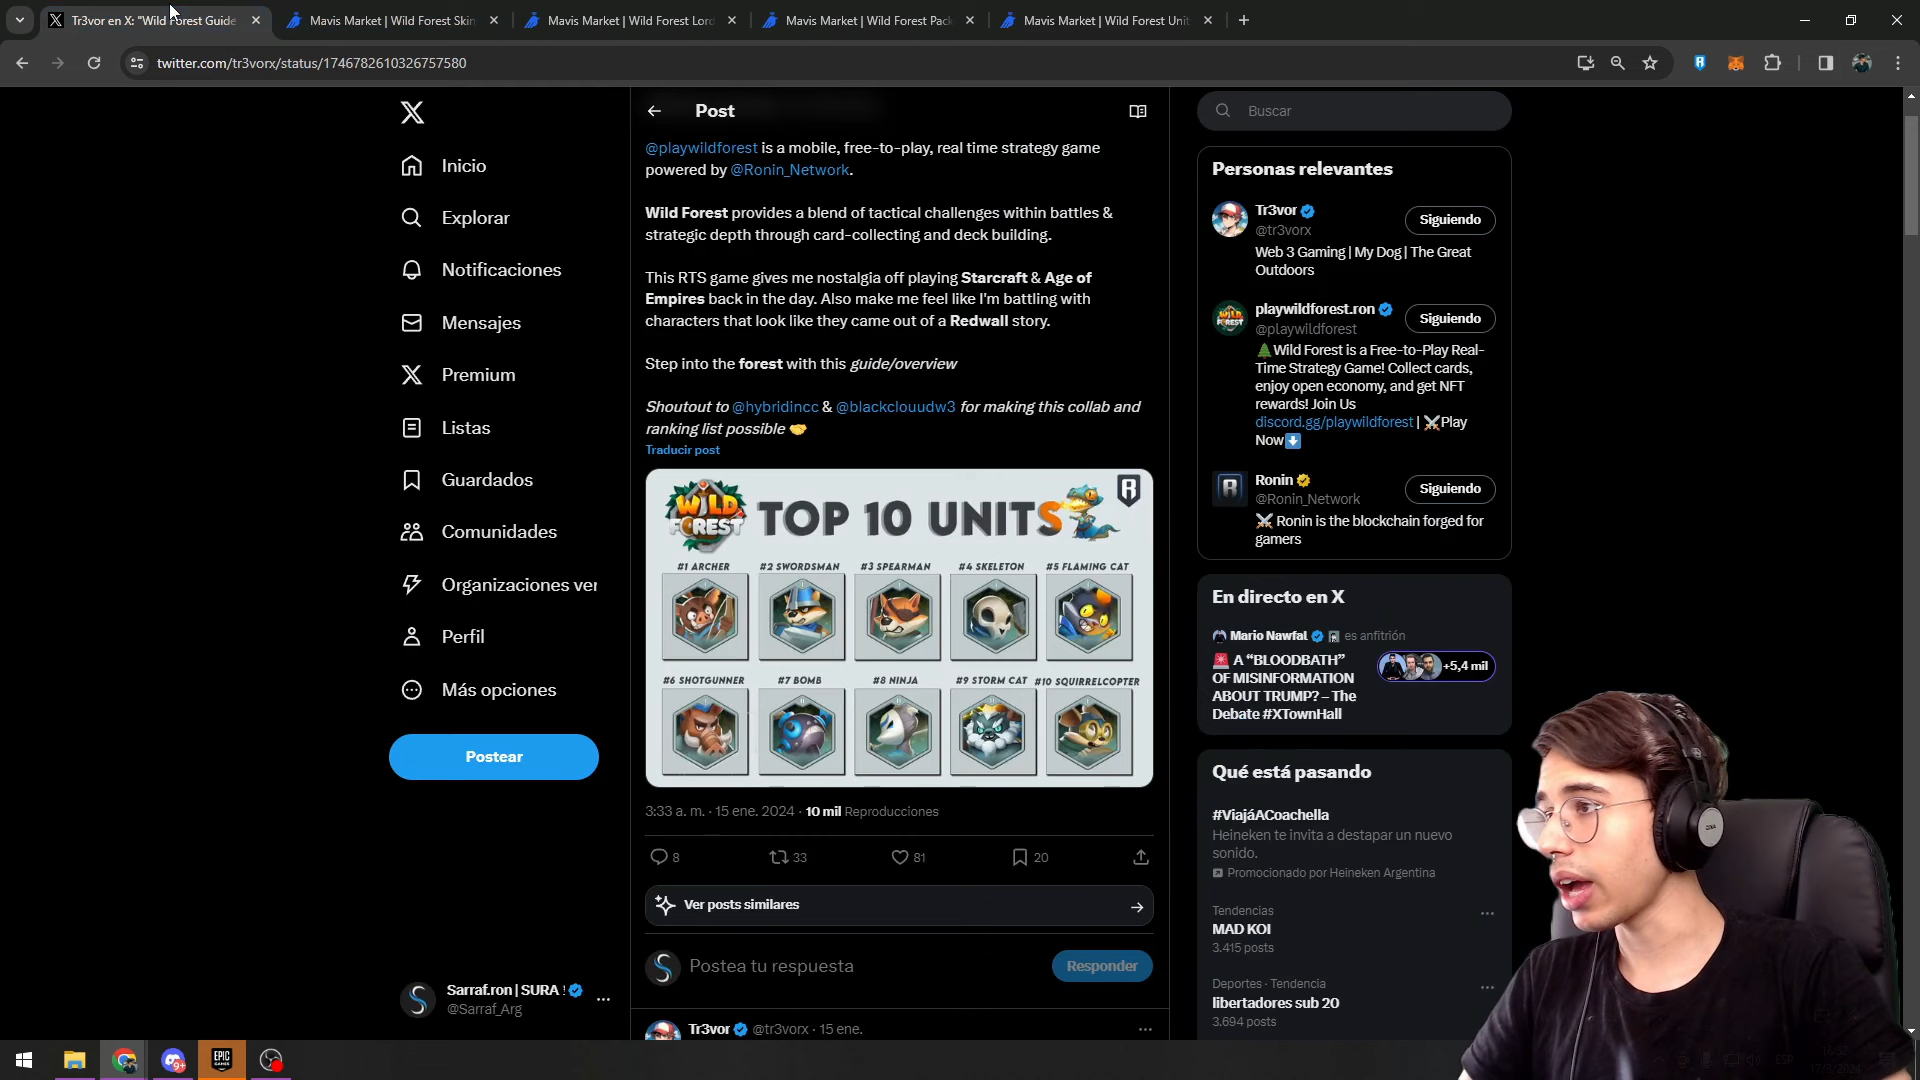 Tr3vor en X: "Wild Forest Guide
Mavis Market | Wild Forest Skin
Mavis Market | Wild Forest Lord
Mavis Market | Wild Forest Pack
Mavis Market | Wild Forest Unit
twitter.com/tr3vorx/status/1746782610326757580
Inicio
Explorar
Notificaciones
Mensajes
Premium
Listas
Guardados
Comunidades
Organizaciones ver
Perfil
Más opciones
Postear
Sarraf.ron | SURA !
@Sarraf_Arg
Post
@playwildforest is a mobile, free-to-play, real time strategy game
powered by @Ronin_Network.
Wild Forest provides a blend of tactical challenges within battles &
strategic depth through card-collecting and deck building.
This RTS game gives me nostalgia off playing Starcraft & Age of
Empires back in the day. Also make me feel like I'm battling with
characters that look like they came out of a Redwall story.
Step into the forest with this guide/overview
Shoutout to @hybridincc & @blackclouudw3 for making this collab and
ranking list possible 🤝
Traducir post
WILD FOREST
TOP 10 UNITS
#1 ARCHER
#2 SWORDSMAN
#3 SPEARMAN
#4 SKELETON
#5 FLAMING CAT
#6 SHOTGUNNER
#7 BOMB
#8 NINJA
#9 STORM CAT
#10 SQUIRRELCOPTER
3:33 a. m. · 15 ene. 2024 · 10 mil Reproducciones
8
33
81
20
Ver posts similares
Postea tu respuesta
Responder
Tr3vor @tr3vorx · 15 ene.
Buscar
Personas relevantes
Tr3vor
@tr3vorx
Siguiendo
Web 3 Gaming | My Dog | The Great
Outdoors
playwildforest.ron
@playwildforest
Siguiendo
🌲Wild Forest is a Free-to-Play Real-
Time Strategy Game! Collect cards,
enjoy open economy, and get NFT
rewards! Join Us
discord.gg/playwildforest | ⚔️Play
Now⬇️
Ronin
@Ronin_Network
Siguiendo
⚔️ Ronin is the blockchain forged for
gamers
En directo en X
Mario Nawfal es anfitrión
🚨 A “BLOODBATH”
OF MISINFORMATION
ABOUT TRUMP? – The
Debate #XTownHall
+5,4 mil
Qué está pasando
#ViajáACoachella
Heineken te invita a destapar un nuevo
sonido.
Promocionado por Heineken Argentina
Tendencias
MAD KOI
3.415 posts
Deportes · Tendencia
libertadores sub 20
3.694 posts
9+
EPIC
GAMES
ESP